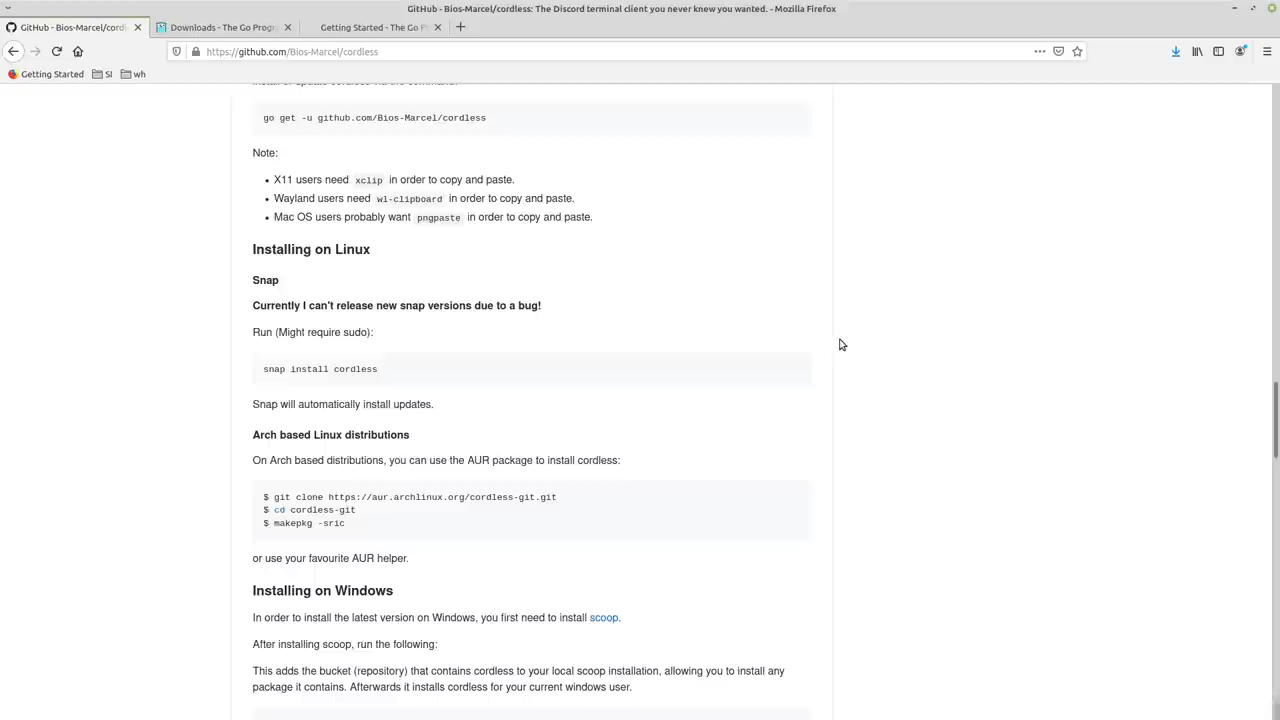 GitHub - Bios-Marcel/cordless: The Discord terminal client you never knew you wanted. - Mozilla Firefox
GitHub - Bios-Marcel/cordl
Downloads - The Go Progr
Getting Started - The Go P
https://github.com/Bios-Marcel/cordless
Getting Started
SI
wh
go get -u github.com/Bios-Marcel/cordless
Note:
• X11 users need xclip in order to copy and paste.
• Wayland users need wl-clipboard in order to copy and paste.
• Mac OS users probably want pngpaste in order to copy and paste.
Installing on Linux
Snap
Currently I can't release new snap versions due to a bug!
Run (Might require sudo):
snap install cordless
Snap will automatically install updates.
Arch based Linux distributions
On Arch based distributions, you can use the AUR package to install cordless:
$ git clone https://aur.archlinux.org/cordless-git.git
$ cd cordless-git
$ makepkg -sric
or use your favourite AUR helper.
Installing on Windows
In order to install the latest version on Windows, you first need to install scoop.
After installing scoop, run the following:
This adds the bucket (repository) that contains cordless to your local scoop installation, allowing you to install any
package it contains. Afterwards it installs cordless for your current windows user.